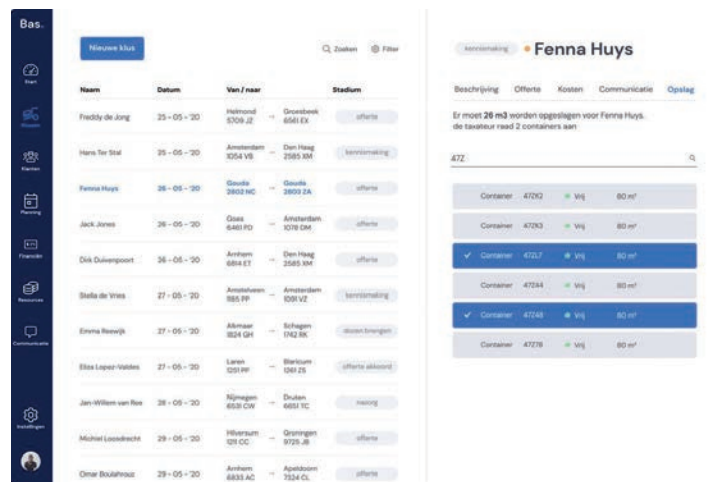 Bas.
Start
Klussen
Klanten
Planning
Financiën
Resources
Communicatie
Instellingen
Nieuwe klus
Zoeken
Filter
Naam Datum Van / naar Stadium
Freddy de Jong 25 - 05 - '20 Helmond 5709 JZ → Groesbeek 6561 EX offerte
Hans Ter Stal 25 - 05 - '20 Amsterdam 1054 VB → Den Haag 2585 XM kennismaking
Fenna Huys 26 - 05 - '20 Gouda 2802 NC → Gouda 2803 ZA offerte
Jack Jones 26 - 05 - '20 Goes 6461 PD → Amsterdam 1078 DM offerte
Dirk Duivenpoort 26 - 05 - '20 Arnhem 6814 ET → Den Haag 2585 XM offerte
Stella de Vries 27 - 05 - '20 Amstelveen 1185 PP → Amsterdam 1091 VZ kennismaking
Emma Reewijk 27 - 05 - '20 Alkmaar 1824 GH → Schagen 1742 RK dozen brengen
Eliza Lopez-Valdes 27 - 05 - '20 Laren 1251 PF → Blaricum 1261 ZS offerte akkoord
Jan-Willem van Ree 28 - 05 - '20 Nijmegen 6531 CW → Druten 6651 TC nazorg
Michiel Loosdrecht 29 - 05 - '20 Hilversum 1211 CC → Groningen 9725 JB offerte
Omar Boulahrouz 29 - 05 - '20 Arnhem 6833 AC → Apeldoorn 7324 CL offerte
kennismaking Fenna Huys
Beschrijving Offerte Kosten Communicatie Opslag
Er moet 26 m3 worden opgeslagen voor Fenna Huys.
de taxateur raad 2 containers aan
47Z
Container 47ZK2 Vrij 80 m³
Container 47ZK3 Vrij 80 m³
Container 47ZL7 Vrij 80 m³
Container 47Z44 Vrij 80 m³
Container 47Z48 Vrij 80 m³
Container 47Z78 Vrij 80 m³